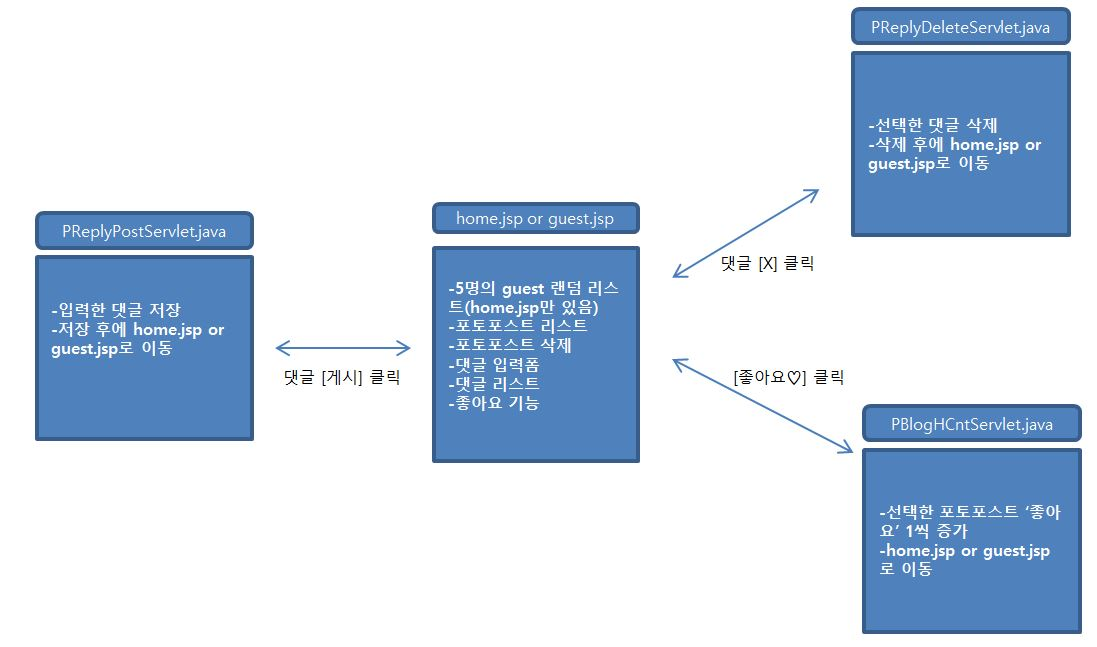 PReplyDeleteServlet.java
-선택한 댓글 삭제
-삭제 후에 home.jsp or
guest.jsp로 이동
PReplyPostServlet.java
-입력한 댓글 저장
-저장 후에 home.jsp or
guest.jsp로 이동
home.jsp or guest.jsp
-5명의 guest 랜덤 리스
트(home.jsp만 있음)
-포토포스트 리스트
-포토포스트 삭제
-댓글 입력폼
-댓글 리스트
-좋아요 기능
댓글 [X] 클릭
댓글 [게시] 클릭
[좋아요♡] 클릭
PBlogHCntServlet.java
-선택한 포토포스트 ‘좋아
요’ 1씩 증가
-home.jsp or guest.jsp
로 이동